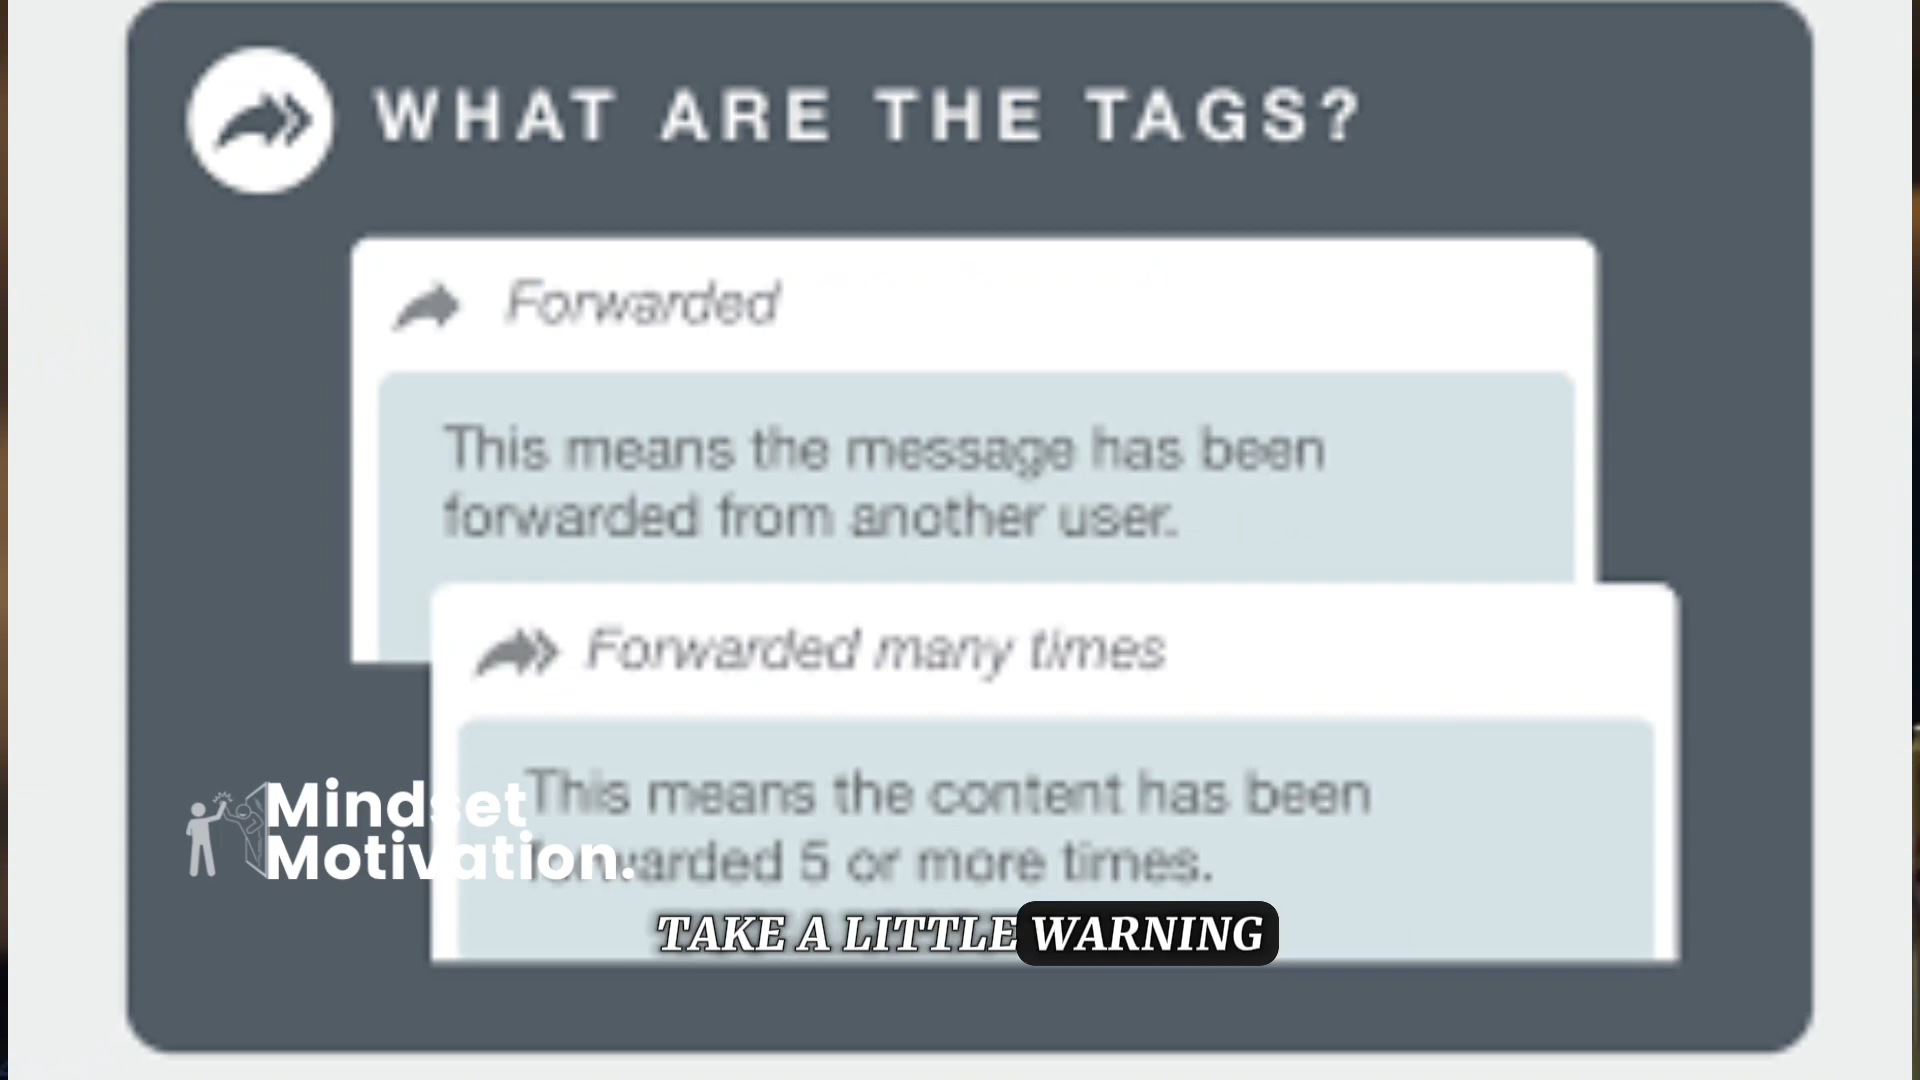 WHAT ARE THE TAGS?
Forwarded
This means the message has been
forwarded from another user.
Forwarded many times
This means the content has been
forwarded 5 or more times.
Mindset
Motivation.
TAKE A LITTLE WARNING